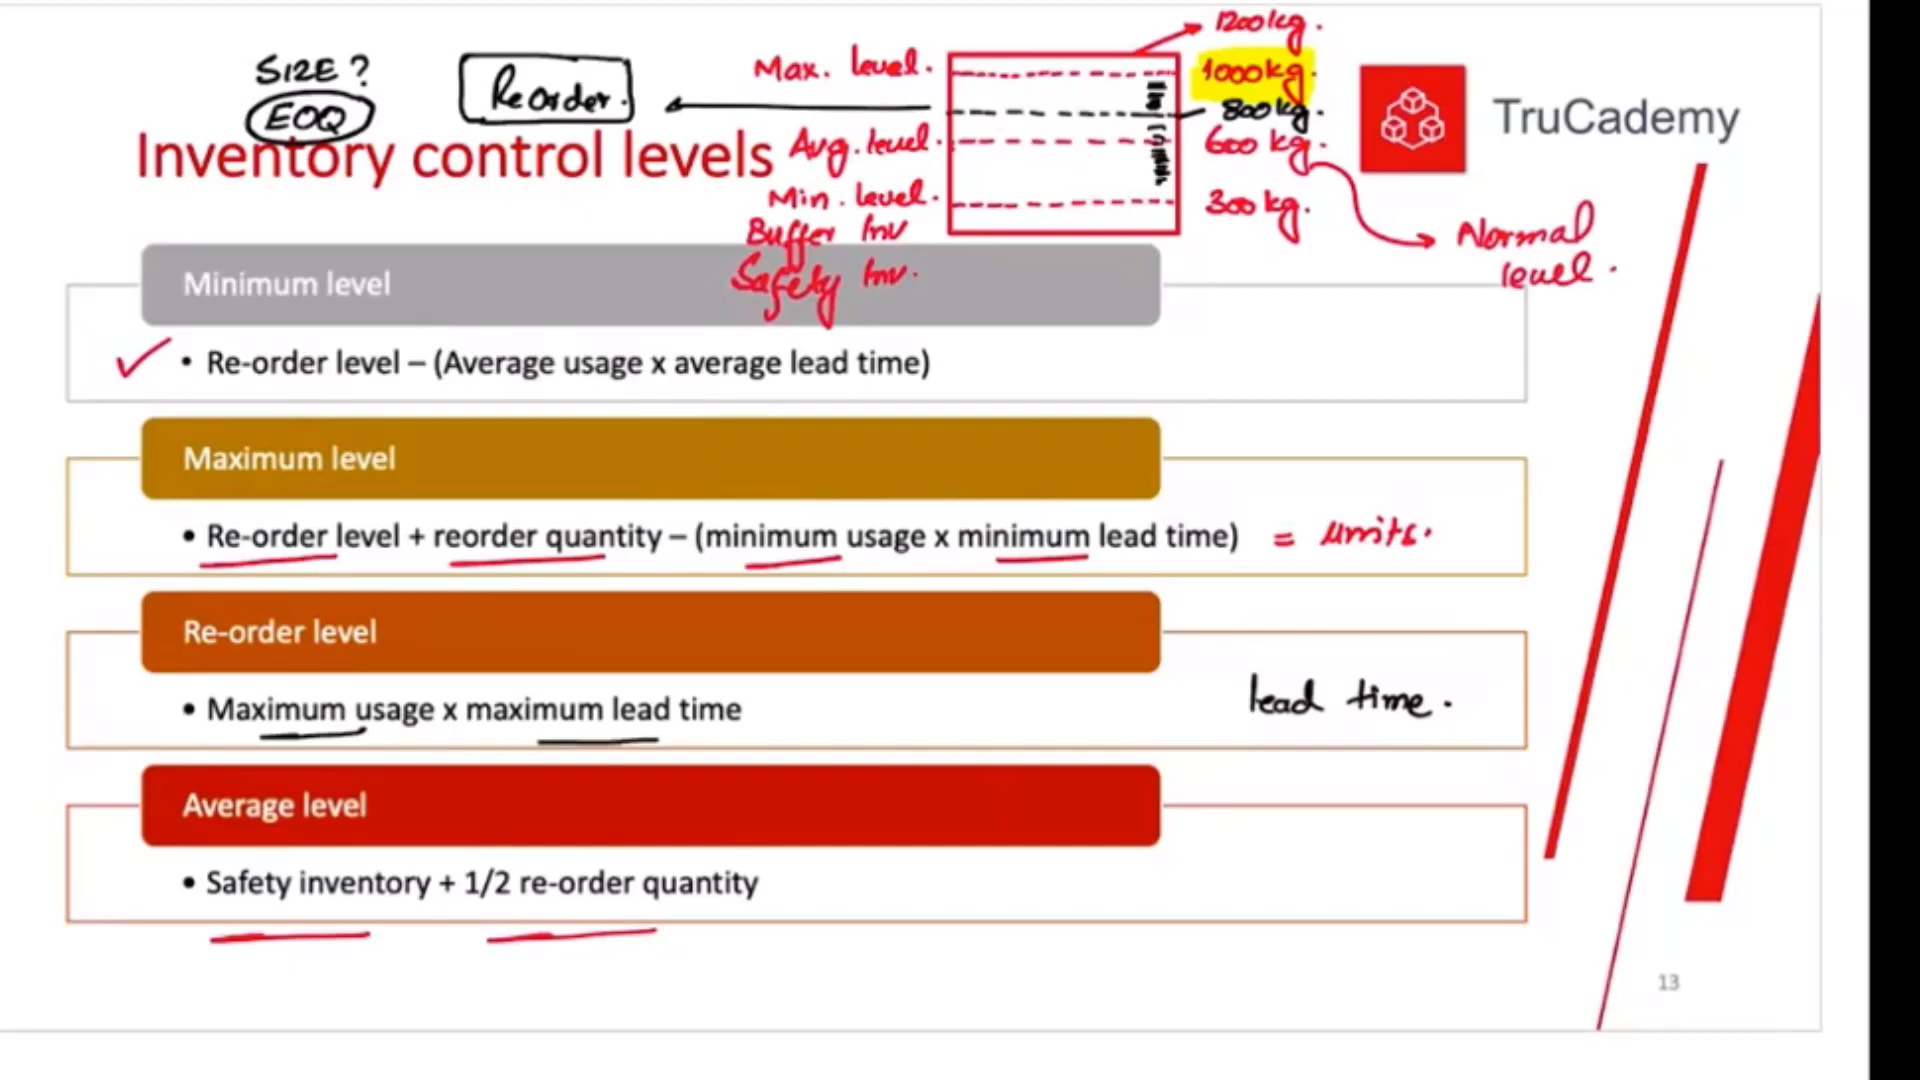 1200kg.
SIZE?
Reorder.
Max. level.
1000kg.
EOQ
800kg.
TruCademy
Inventory control levels
Avg. level.
600 kg.
Min. level.
300kg.
Buffer Inv
Normal
level.
Minimum level
Safety Inv.
• Re-order level – (Average usage x average lead time)
Maximum level
• Re-order level + reorder quantity – (minimum usage x minimum lead time) = units.
Re-order level
• Maximum usage x maximum lead time
lead time.
Average level
• Safety inventory + 1/2 re-order quantity
13